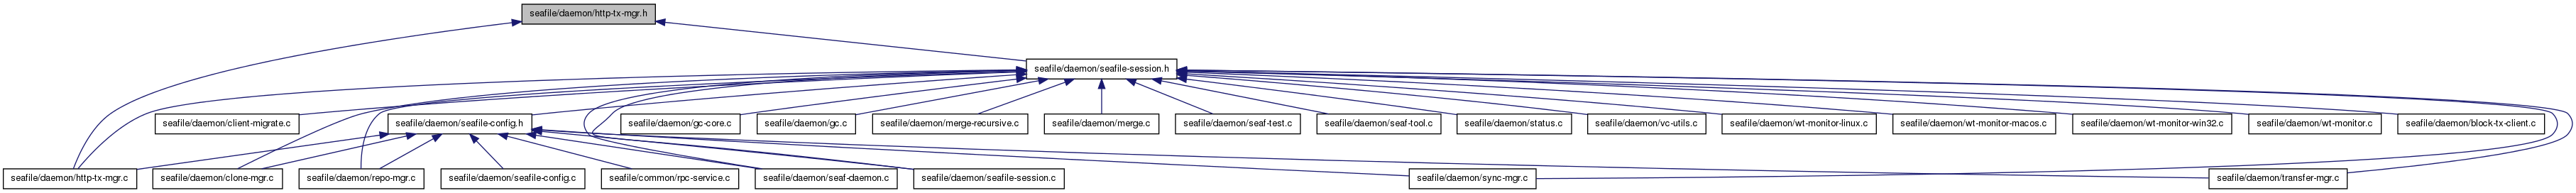 seafile/daemon/http-tx-mgr.h
seafile/daemon/seafile-session.h
seafile/daemon/client-migrate.c
seafile/daemon/seafile-config.h
seafile/daemon/gc-core.c
seafile/daemon/gc.c
seafile/daemon/merge-recursive.c
seafile/daemon/merge.c
seafile/daemon/seaf-test.c
seafile/daemon/seaf-tool.c
seafile/daemon/status.c
seafile/daemon/vc-utils.c
seafile/daemon/wt-monitor-linux.c
seafile/daemon/wt-monitor-macos.c
seafile/daemon/wt-monitor-win32.c
seafile/daemon/wt-monitor.c
seafile/daemon/block-tx-client.c
seafile/daemon/http-tx-mgr.c
seafile/daemon/clone-mgr.c
seafile/daemon/repo-mgr.c
seafile/daemon/seafile-config.c
seafile/common/rpc-service.c
seafile/daemon/seaf-daemon.c
seafile/daemon/seafile-session.c
seafile/daemon/sync-mgr.c
seafile/daemon/transfer-mgr.c